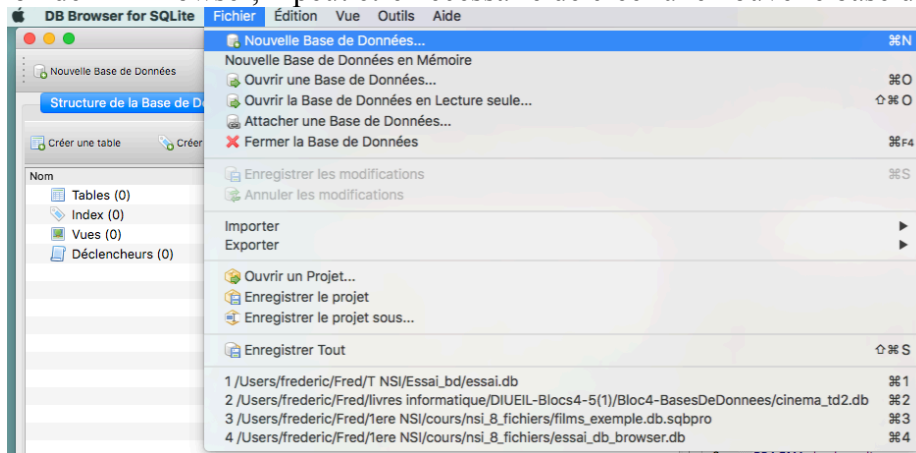 DB Browser for SQLite Fichier Édition Vue Outils Aide
Nouvelle Base de Données
Structure de la Base de D
Créer une table Créer
Nom
Tables (0)
Index (0)
Vues (0)
Déclencheurs (0)
Nouvelle Base de Données... ⌘N
Nouvelle Base de Données en Mémoire
Ouvrir une Base de Données... ⌘O
Ouvrir la Base de Données en Lecture seule... ⇧⌘O
Attacher une Base de Données...
Fermer la Base de Données ⌘F4
Enregistrer les modifications ⌘S
Annuler les modifications
Importer
Exporter
Ouvrir un Projet...
Enregistrer le projet
Enregistrer le projet sous...
Enregistrer Tout ⇧⌘S
1 /Users/frederic/Fred/T NSI/Essai_bd/essai.db ⌘1
2 /Users/frederic/Fred/livres informatique/DIUEIL-Blocs4-5(1)/Bloc4-BasesDeDonnees/cinema_td2.db ⌘2
3 /Users/frederic/Fred/1ere NSI/cours/nsi_8_fichiers/films_exemple.db.sqbpro ⌘3
4 /Users/frederic/Fred/1ere NSI/cours/nsi_8_fichiers/essai_db_browser.db ⌘4